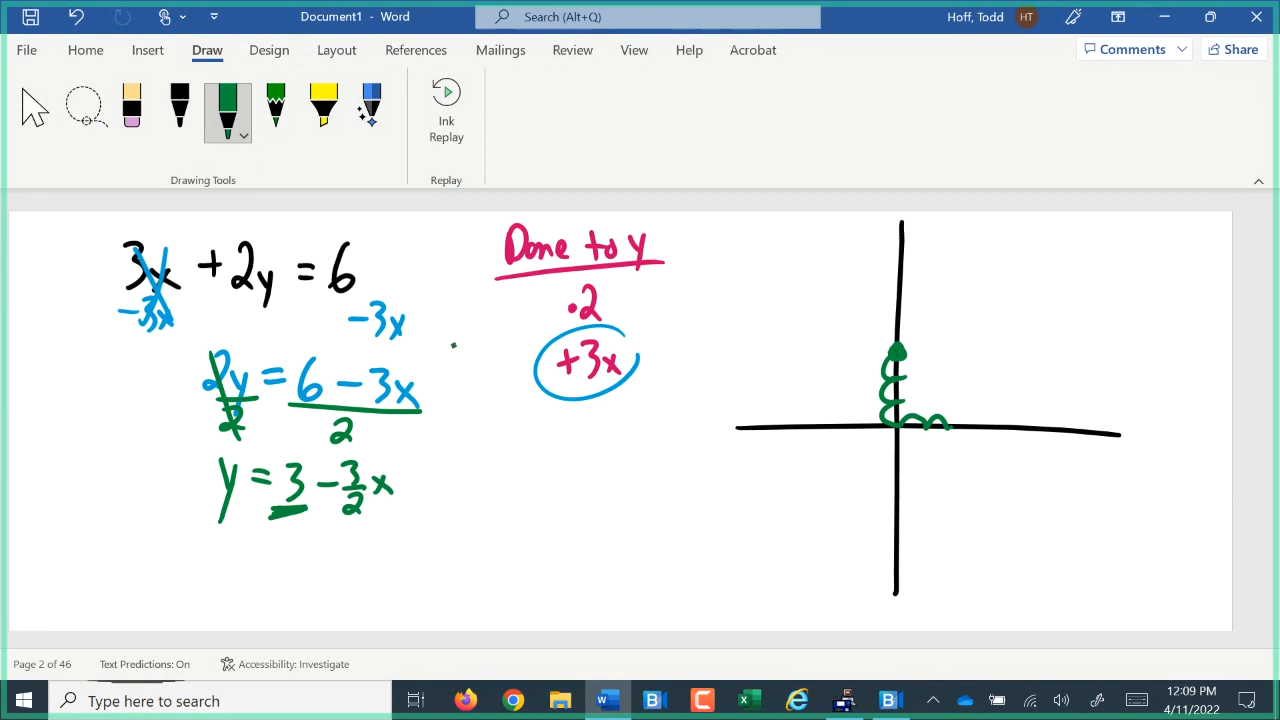 Document1 - Word
Search (Alt+Q)
Hoff, Todd
HT
File Home Insert Draw Design Layout References Mailings Review View Help Acrobat
Comments
Share
Ink
Replay
Drawing Tools
Replay
3x + 2y = 6
-3x -3x
2y = 6 - 3x
2 2
y = 3 - 3/2 x
Done to y
·2
+3x
Page 2 of 46
Text Predictions: On
Accessibility: Investigate
Type here to search
12:09 PM
4/11/2022